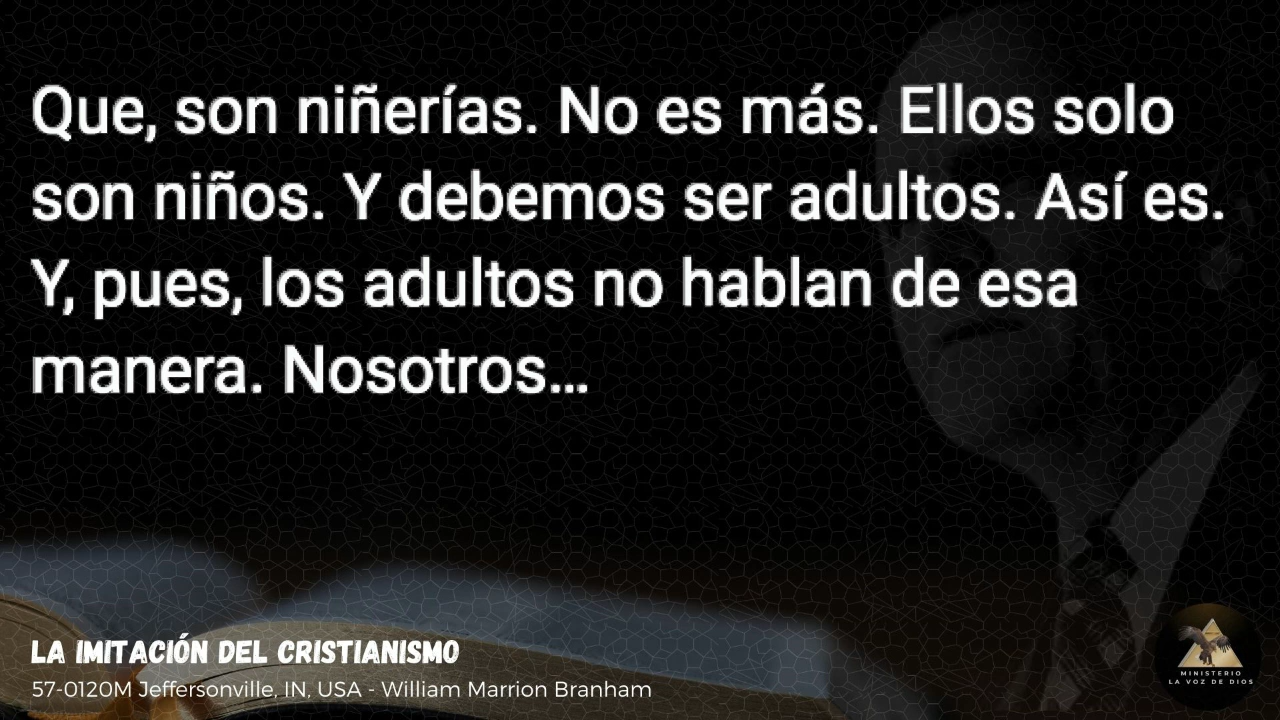 Que, son niñerías. No es más. Ellos solo
son niños. Y debemos ser adultos. Así es.
Y, pues, los adultos no hablan de esa
manera. Nosotros...
LA IMITACIÓN DEL CRISTIANISMO
57-0120M Jeffersonville, IN, USA - William Marrion Branham
MINISTERIO
LA VOZ DE DIOS